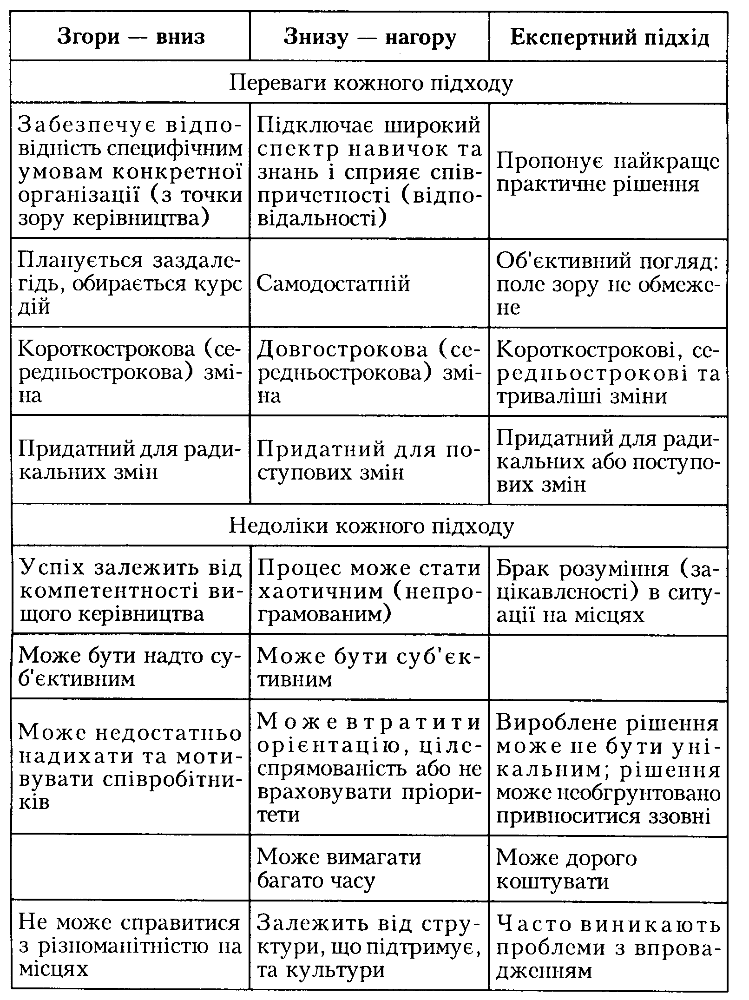 Згори — вниз
Знизу — нагору
Експертний підхід
Переваги кожного підходу
Забезпечує відпо-
відність специфічним
умовам конкретної
організації (з точки
зору керівництва)
Підключає широкий
спектр навичок та
знань і сприяє спів-
причетності (відпо-
відальності)
Пропонує найкраще
практичне рішення
Планується заздале-
гідь, обирається курс
дій
Самодостатній
Об'єктивний погляд:
поле зору не обмеже-
не
Короткострокова (се-
редньострокова) змі-
на
Довгострокова (се-
редньострокова) змі-
на
Короткострокові, се-
редньострокові та
триваліші зміни
Придатний для ради-
кальних змін
Придатний для по-
ступових змін
Придатний для ради-
кальних або поступо-
вих змін
Недоліки кожного підходу
Успіх залежить від
компетентності ви-
щого керівництва
Процес може стати
хаотичним (непро-
грамованим)
Брак розуміння (за-
цікавленості) в ситу-
ації на місцях
Може бути надто су-
б'єктивним
Може бути суб'єк-
тивним
Може недостатньо
надихати та моти-
вувати співробітни-
ків
Може втратити
орієнтацію, ціле-
спрямованість або не
враховувати пріори-
тети
Вироблене рішення
може не бути уні-
кальним; рішення
може необгрунтовано
привноситися ззовні
Може вимагати
багато часу
Може дорого
коштувати
Не може справитися
з різноманітністю на
місцях
Залежить від стру-
ктури, що підтримує,
та культури
Часто виникають
проблеми з впрова-
дженням